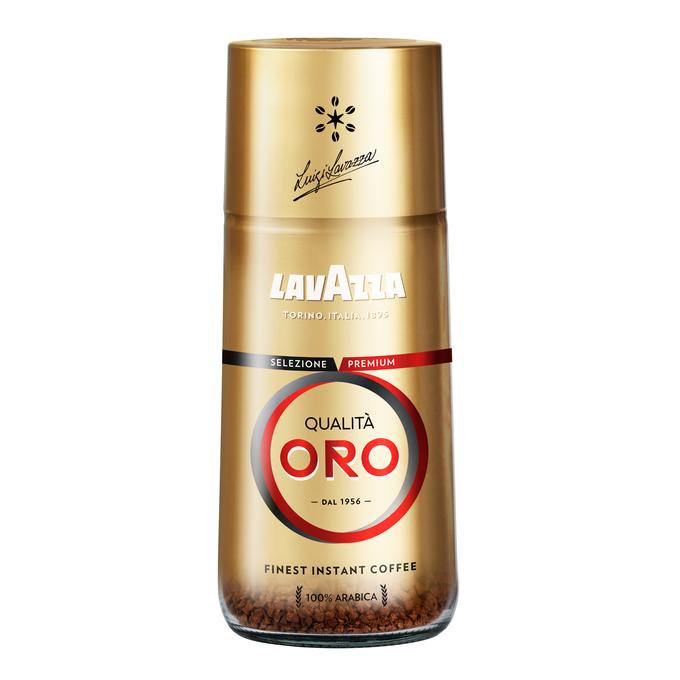 Luigi Lavazza
LAVAZZA
TORINO, ITALIA, 1895
SELEZIONE PREMIUM
QUALITÀ
ORO
— DAL 1956 —
FINEST INSTANT COFFEE
100% ARABICA